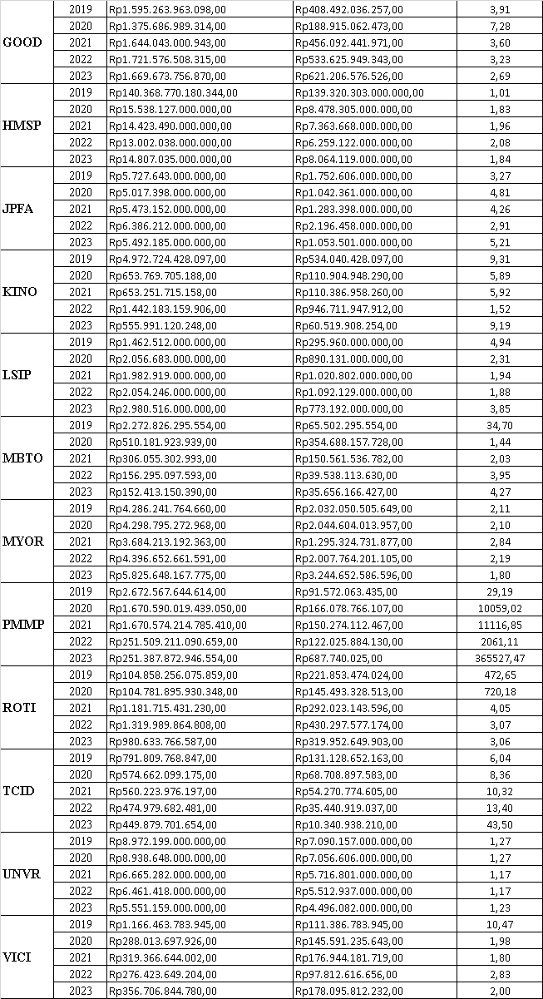 2019 Rp1.595.263.963.098,00 Rp408.492.036.257,00 3,91
2020 Rp1.375.686.989.314,00 Rp188.915.062.473,00 7,28
GOOD 2021 Rp1.644.043.000.943,00 Rp456.092.441.971,00 3,60
2022 Rp1.721.576.508.315,00 Rp533.625.949.343,00 3,23
2023 Rp1.669.673.756.870,00 Rp621.206.576.526,00 2,69
2019 Rp140.368.770.180.344,00 Rp139.320.303.000.000,00 1,01
2020 Rp15.538.127.000.000,00 Rp8.478.305.000.000,00 1,83
HMSP 2021 Rp14.423.490.000.000,00 Rp7.363.668.000.000,00 1,96
2022 Rp13.002.038.000.000,00 Rp6.259.122.000.000,00 2,08
2023 Rp14.807.035.000.000,00 Rp8.064.119.000.000,00 1,84
2019 Rp5.727.643.000.000,00 Rp1.752.606.000.000,00 3,27
2020 Rp5.017.398.000.000,00 Rp1.042.361.000.000,00 4,81
JPFA 2021 Rp5.473.152.000.000,00 Rp1.283.398.000.000,00 4,26
2022 Rp6.386.212.000.000,00 Rp2.196.458.000.000,00 2,91
2023 Rp5.492.185.000.000,00 Rp1.053.501.000.000,00 5,21
2019 Rp4.972.724.428.097,00 Rp534.040.428.097,00 9,31
2020 Rp653.769.705.188,00 Rp110.904.948.290,00 5,89
KINO 2021 Rp653.251.715.158,00 Rp110.386.958.260,00 5,92
2022 Rp1.442.183.159.906,00 Rp946.711.947.912,00 1,52
2023 Rp555.991.120.248,00 Rp60.519.908.254,00 9,19
2019 Rp1.462.512.000.000,00 Rp295.960.000.000,00 4,94
2020 Rp2.056.683.000.000,00 Rp890.131.000.000,00 2,31
LSIP 2021 Rp1.982.919.000.000,00 Rp1.020.802.000.000,00 1,94
2022 Rp2.054.246.000.000,00 Rp1.092.129.000.000,00 1,88
2023 Rp2.980.516.000.000,00 Rp773.192.000.000,00 3,85
2019 Rp2.272.826.295.554,00 Rp65.502.295.554,00 34,70
2020 Rp510.181.923.939,00 Rp354.688.157.728,00 1,44
MBTO 2021 Rp306.055.302.993,00 Rp150.561.536.782,00 2,03
2022 Rp156.295.097.593,00 Rp39.538.113.630,00 3,95
2023 Rp152.413.150.390,00 Rp35.656.166.427,00 4,27
2019 Rp4.286.241.764.660,00 Rp2.032.050.505.649,00 2,11
2020 Rp4.298.795.272.968,00 Rp2.044.604.013.957,00 2,10
MYOR 2021 Rp3.684.213.192.363,00 Rp1.295.324.731.877,00 2,84
2022 Rp4.396.652.661.591,00 Rp2.007.764.201.105,00 2,19
2023 Rp5.825.648.167.775,00 Rp3.244.652.586.596,00 1,80
2019 Rp2.672.567.644.614,00 Rp91.572.063.435,00 29,19
2020 Rp1.670.590.019.439.050,00 Rp166.078.766.107,00 10059,02
PMMP 2021 Rp1.670.574.214.785.410,00 Rp150.274.112.467,00 11116,85
2022 Rp251.509.211.090.659,00 Rp122.025.884.130,00 2061,11
2023 Rp251.387.872.946.554,00 Rp687.740.025,00 365527,47
2019 Rp104.858.256.075.859,00 Rp221.853.474.024,00 472,65
2020 Rp104.781.895.930.348,00 Rp145.493.328.513,00 720,18
ROTI 2021 Rp1.181.715.431.230,00 Rp292.023.143.596,00 4,05
2022 Rp1.319.989.864.808,00 Rp430.297.577.174,00 3,07
2023 Rp980.633.766.587,00 Rp319.952.649.903,00 3,06
2019 Rp791.809.768.847,00 Rp131.128.652.163,00 6,04
2020 Rp574.662.099.175,00 Rp68.708.897.583,00 8,36
TCID 2021 Rp560.223.976.197,00 Rp54.270.774.605,00 10,32
2022 Rp474.979.682.481,00 Rp35.440.919.037,00 13,40
2023 Rp449.879.701.654,00 Rp10.340.938.210,00 43,50
2019 Rp8.972.199.000.000,00 Rp7.090.157.000.000,00 1,27
2020 Rp8.938.648.000.000,00 Rp7.056.606.000.000,00 1,27
UNVR 2021 Rp6.665.282.000.000,00 Rp5.716.801.000.000,00 1,17
2022 Rp6.461.418.000.000,00 Rp5.512.937.000.000,00 1,17
2023 Rp5.551.159.000.000,00 Rp4.496.082.000.000,00 1,23
2019 Rp1.166.463.783.945,00 Rp111.386.783.945,00 10,47
2020 Rp288.013.697.926,00 Rp145.591.235.643,00 1,98
VICI 2021 Rp319.366.644.002,00 Rp176.944.181.719,00 1,80
2022 Rp276.423.649.204,00 Rp97.812.616.656,00 2,83
2023 Rp356.706.844.780,00 Rp178.095.812.232,00 2,00